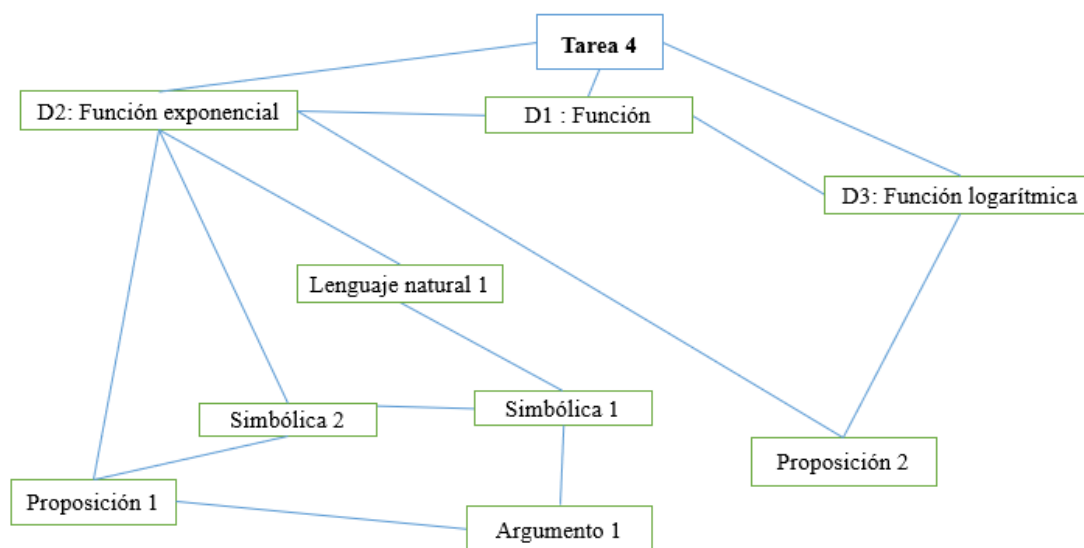 Tarea 4
D2: Función exponencial
D1 : Función
D3: Función logarítmica
Lenguaje natural 1
Simbólica 2
Simbólica 1
Proposición 2
Proposición 1
Argumento 1